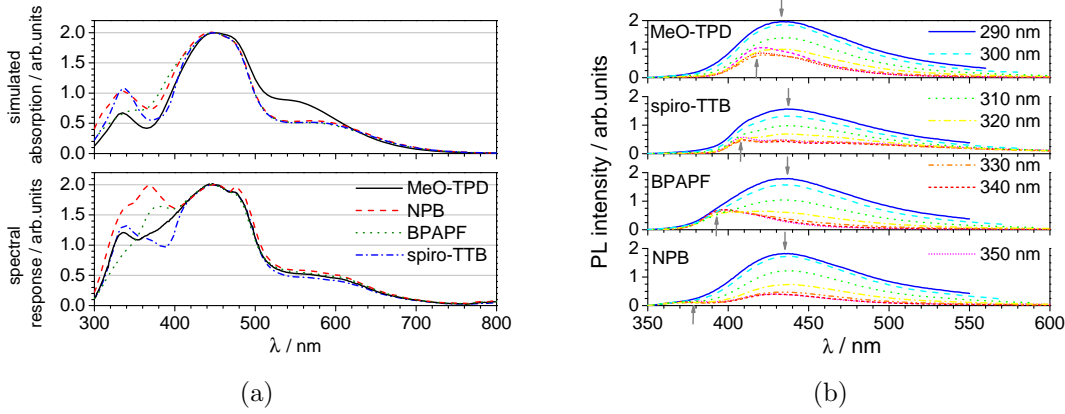 simulated
absorption / arb.units
2.0
1.5
1.0
0.5
0.0
spectral
response / arb.units
2.0
1.5
1.0
0.5
0.0
MeO-TPD
NPB
BPAPF
spiro-TTB
300 400 500 600 700 800
λ / nm
(a)
PL intensity / arb.units
2
1
0
MeO-TPD
290 nm
300 nm
2
1
0
spiro-TTB
310 nm
320 nm
2
1
0
BPAPF
330 nm
340 nm
2
1
0
NPB
350 nm
350 400 450 500 550 600
λ / nm
(b)